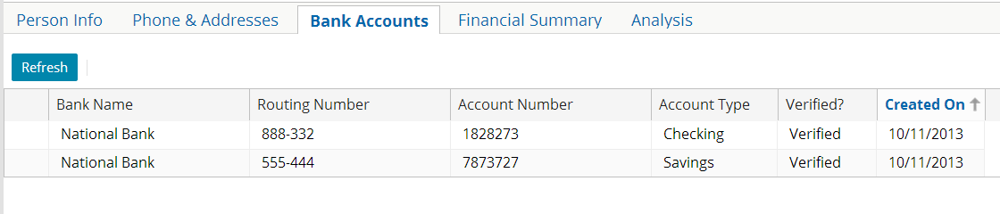 Person Info Phone & Addresses Bank Accounts Financial Summary Analysis
Refresh
Bank Name Routing Number Account Number Account Type Verified? Created On
National Bank 888-332 1828273 Checking Verified 10/11/2013
National Bank 555-444 7873727 Savings Verified 10/11/2013